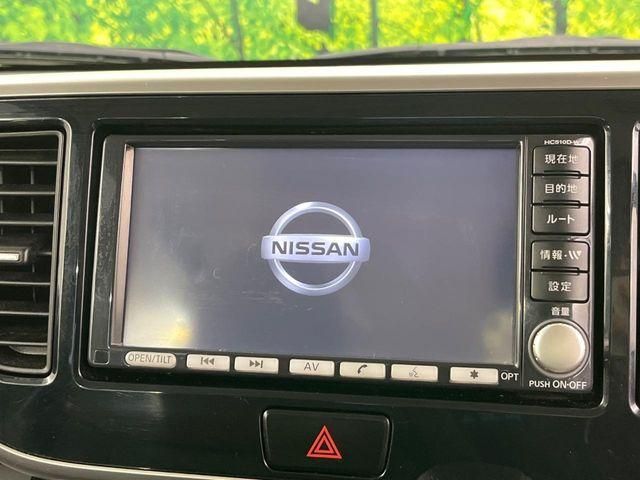 HC510D-W
現在地
目的地
ルート
情報・VV
設定
音量
PUSH ON-OFF
NISSAN
OPEN/TILT
AV
OPT